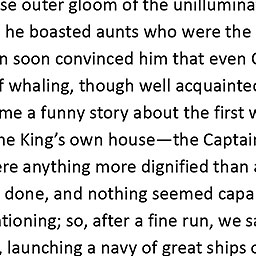 se outer gloom of the unillumina
he boasted aunts who were the
n soon convinced him that even
f whaling, though well acquainte
me a funny story about the first w
he King's own house—the Captai
ere anything more dignified than a
done, and nothing seemed capa
tioning; so, after a fine run, we sa
, launching a navy of great ships o